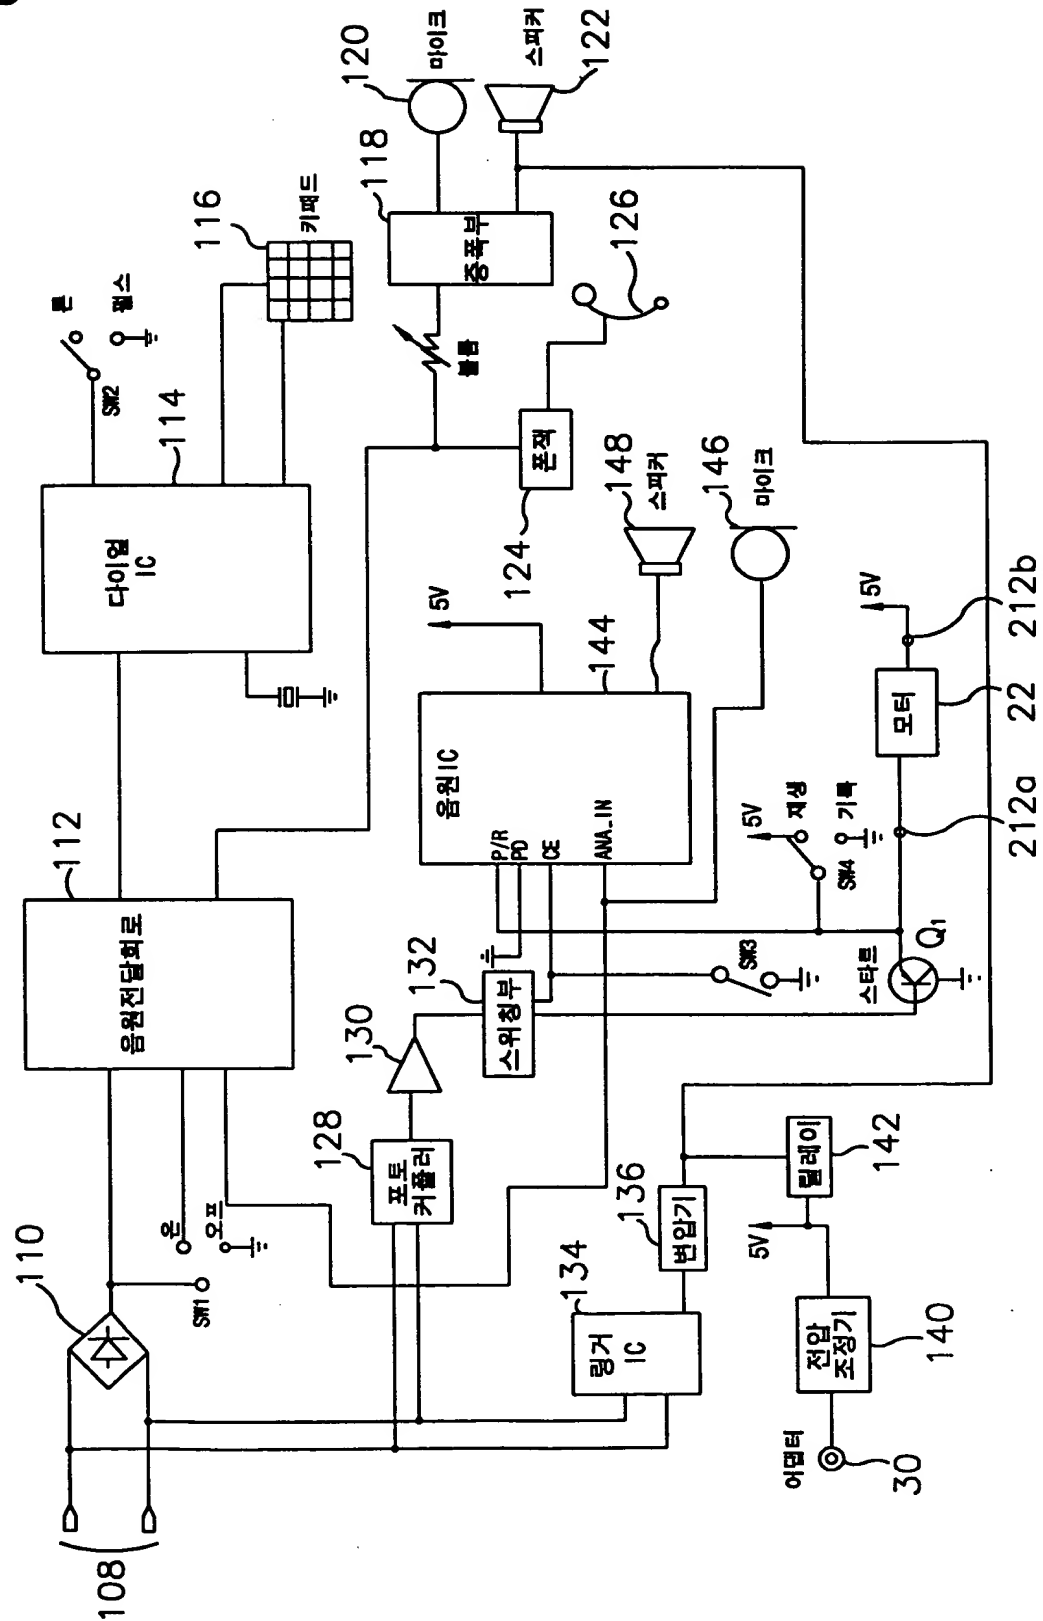 108
110
SW1
온
오프
음원전달회로
112
다이얼
IC
114
SW2
톤
펄스
키패드
116
증폭부
118
마이크
120
스피커
122
볼륨
폰잭
124
126
포토
커플러
128
130
스위칭부
132
음원IC
P/R
PD
CE
ANA_IN
144
5V
스피커
148
마이크
146
SW3
5V
재생
기록
SW4
스타트
Q1
212a
모터
22
5V
212b
링거
IC
134
변압기
136
5V
릴레이
142
전압
조정기
140
어댑터
30